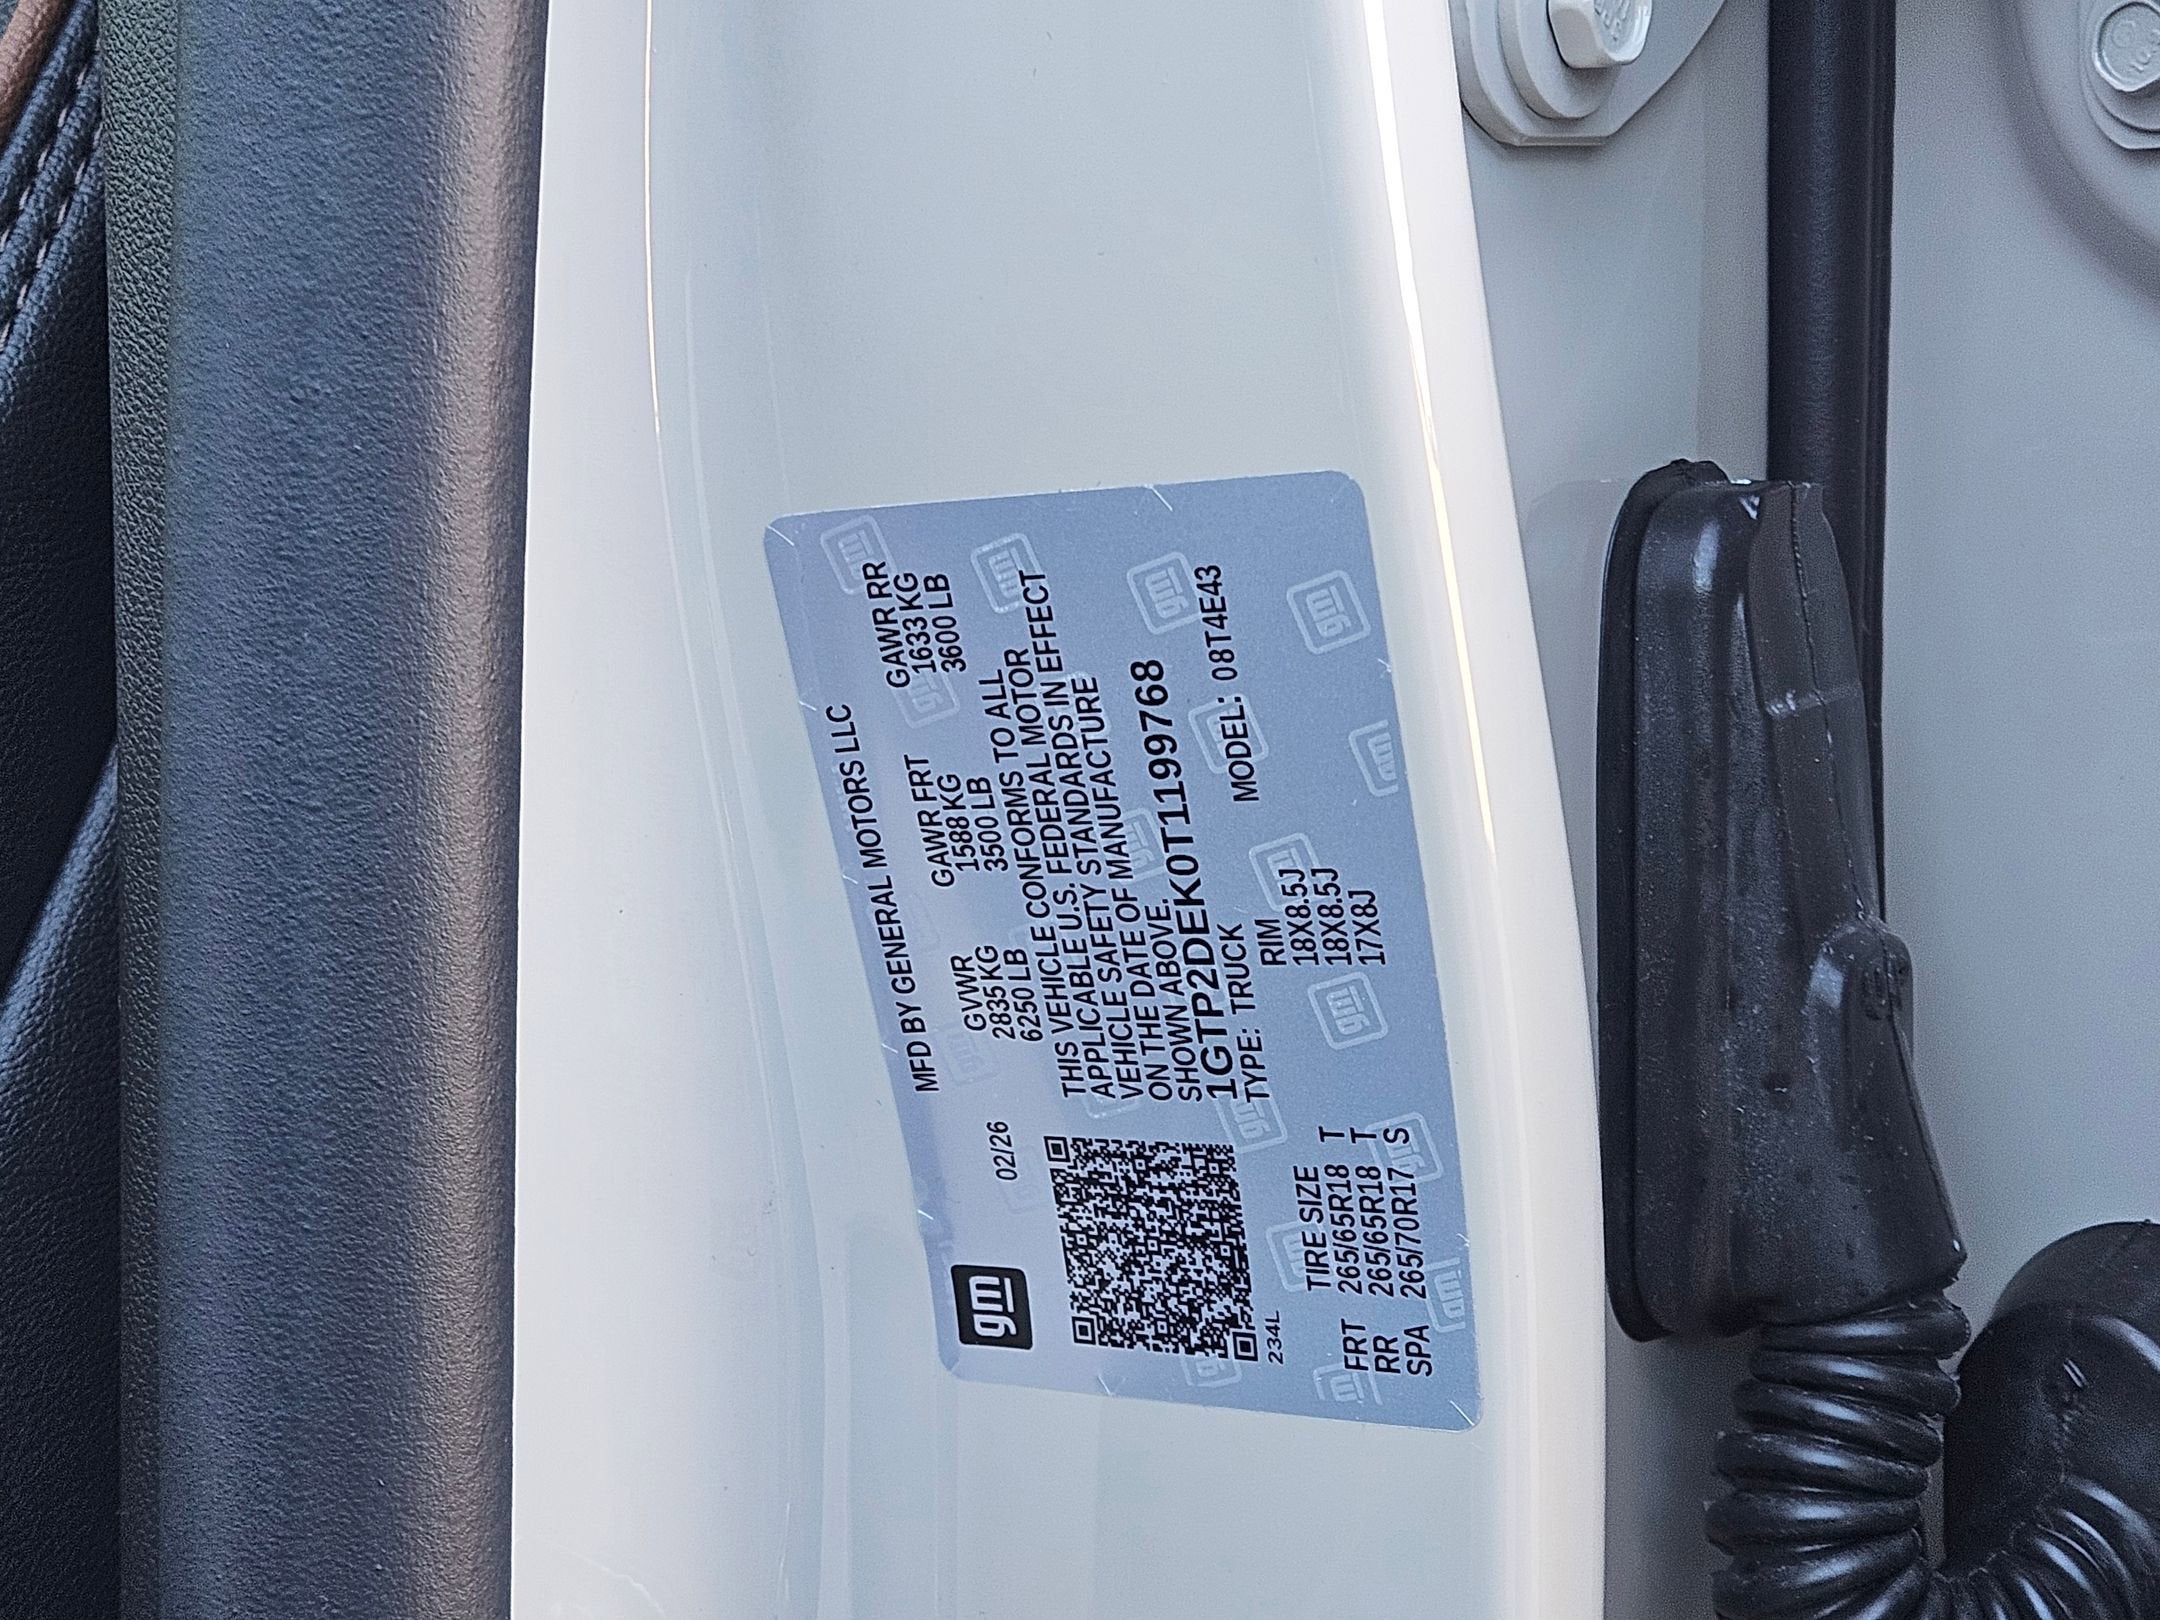 gm
02/26
MFD BY GENERAL MOTORS LLC
GVWR GAWR FRT GAWR RR
2835 KG 1588 KG 1633 KG
6250 LB 3500 LB 3600 LB
THIS VEHICLE CONFORMS TO ALL
APPLICABLE U.S. FEDERAL MOTOR
VEHICLE SAFETY STANDARDS IN EFFECT
ON THE DATE OF MANUFACTURE
SHOWN ABOVE.
1GTP2DEK0T1199768
TYPE: TRUCK MODEL: 08T4E43
234L
TIRE SIZE RIM
FRT 265/65R18 T 18X8.5J
RR 265/65R18 T 18X8.5J
SPA 265/70R17 S 17X8J